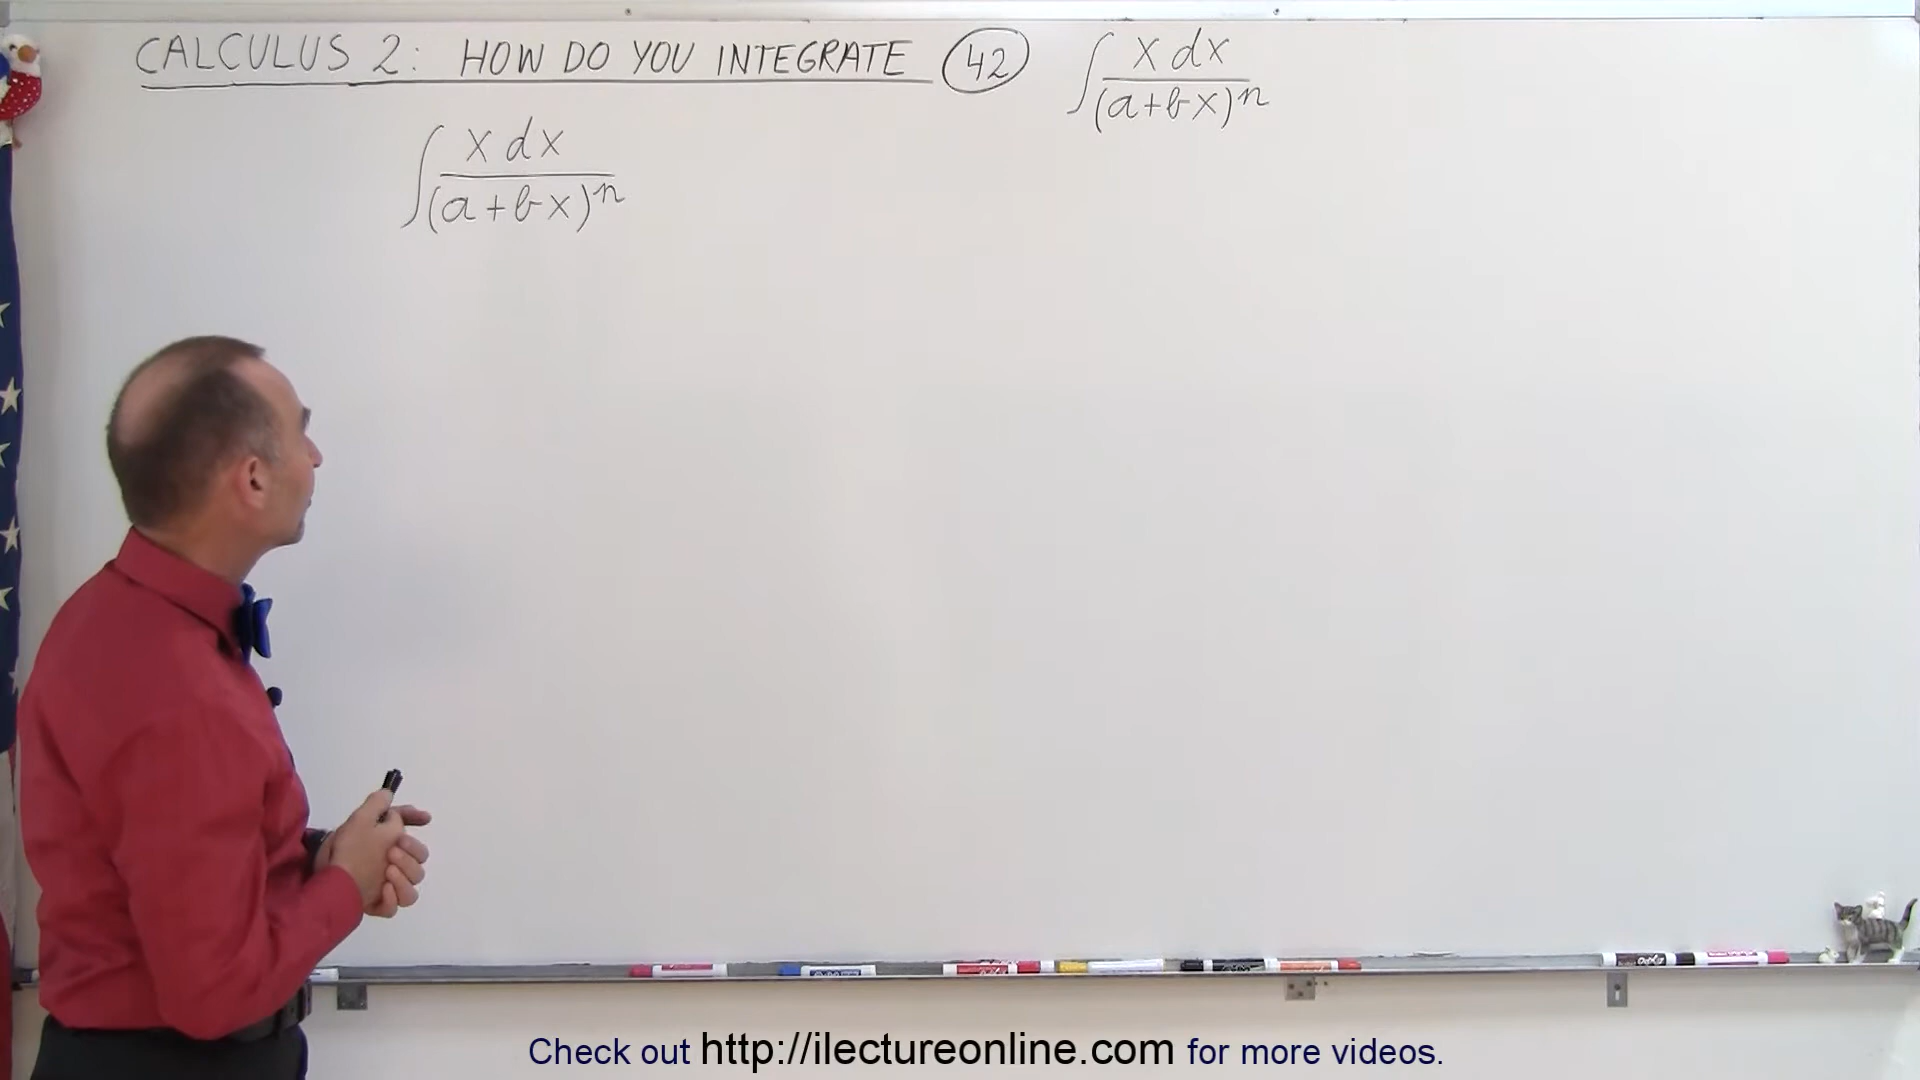 CALCULUS 2: HOW DO YOU INTEGRATE 42 ∫ x dx / (a+bx)^n
∫ x dx / (a+bx)^n
Check out http://ilectureonline.com for more videos.